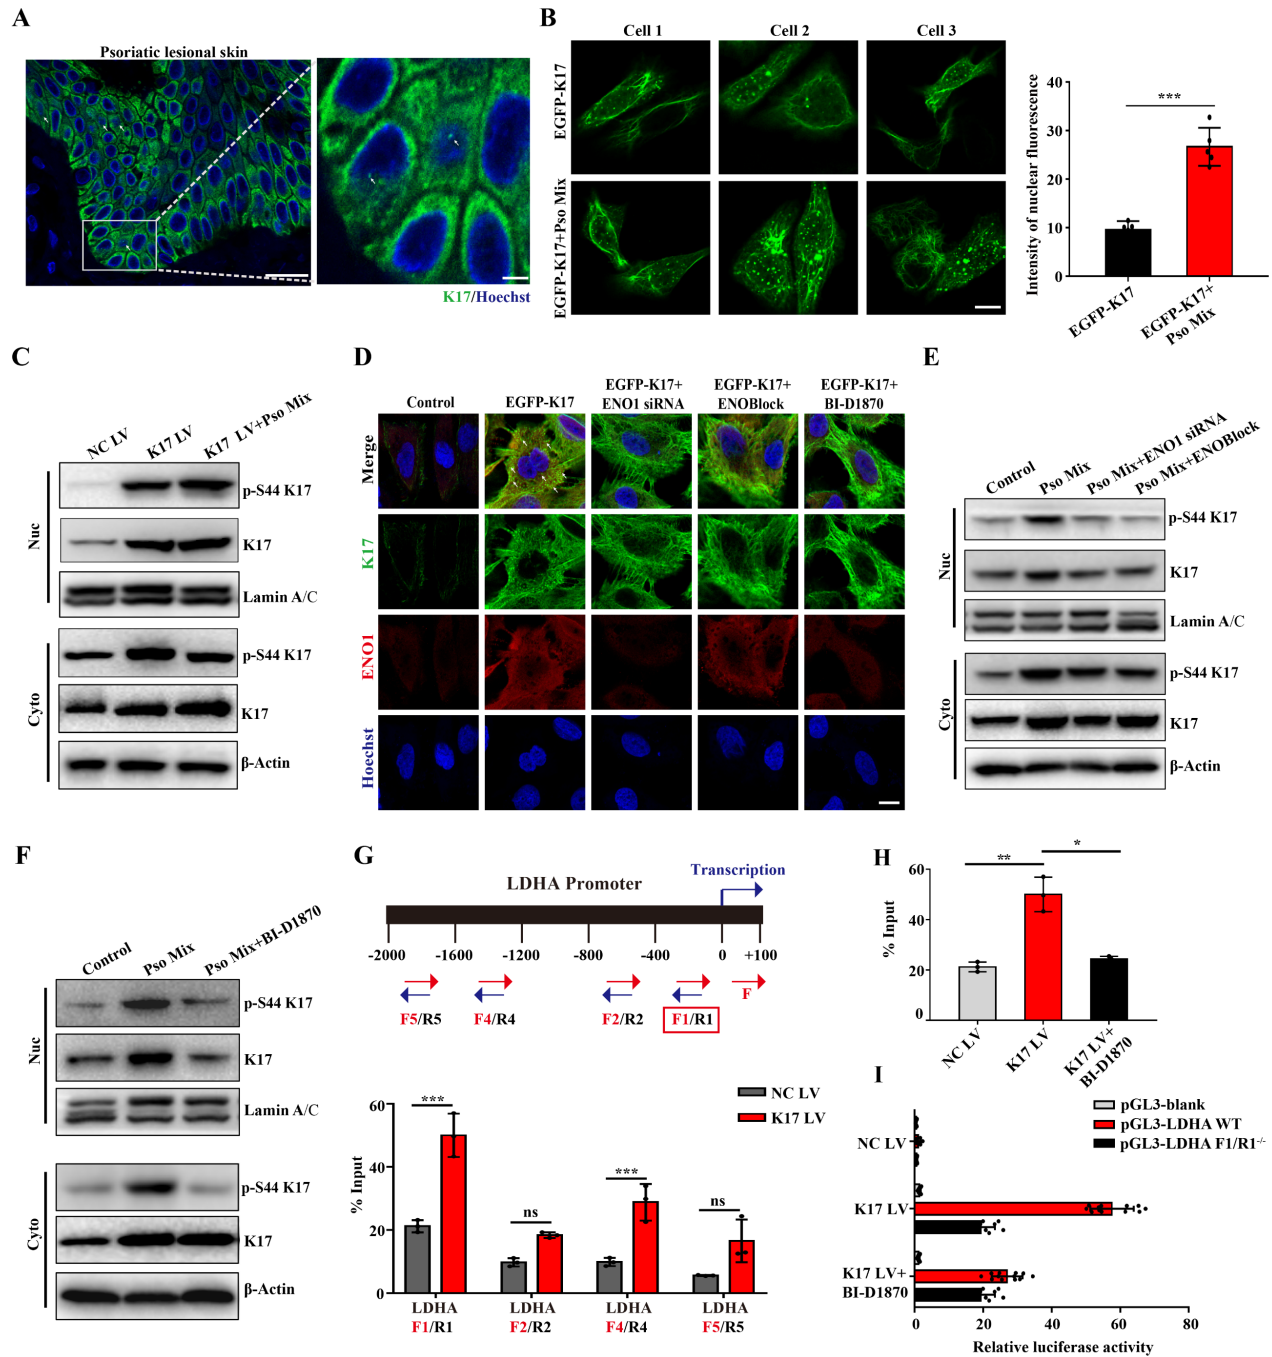 A
Psoriatic lesional skin
K17/Hoechst
B
Cell 1
Cell 2
Cell 3
EGFP-K17
EGFP-K17+Pso Mix
Intensity of nuclear fluorescence
40
30
20
10
0
***
EGFP-K17
EGFP-K17+
Pso Mix
C
NC LV
K17 LV
K17 LV+Pso Mix
Nuc
p-S44 K17
K17
Lamin A/C
Cyto
p-S44 K17
K17
β-Actin
D
Control
EGFP-K17
EGFP-K17+
ENO1 siRNA
EGFP-K17+
ENOBlock
EGFP-K17+
BI-D1870
Merge
K17
ENO1
Hoechst
E
Control
Pso Mix
Pso Mix+ENO1 siRNA
Pso Mix+ENOBlock
Nuc
p-S44 K17
K17
Lamin A/C
Cyto
p-S44 K17
K17
β-Actin
F
Control
Pso Mix
Pso Mix+BI-D1870
Nuc
p-S44 K17
K17
Lamin A/C
Cyto
p-S44 K17
K17
β-Actin
G
Transcription
LDHA Promoter
-2000 -1600 -1200 -800 -400 0 +100
F5/R5 F4/R4 F2/R2 F1/R1 F
NC LV
K17 LV
% Input
60
40
20
0
*** ns *** ns
LDHA LDHA LDHA LDHA
F1/R1 F2/R2 F4/R4 F5/R5
H
% Input
60
40
20
0
** *
NC LV
K17 LV
K17 LV+
BI-D1870
I
pGL3-blank
pGL3-LDHA WT
pGL3-LDHA F1/R1-/-
NC LV
K17 LV
K17 LV+
BI-D1870
0 20 40 60 80
Relative luciferase activity